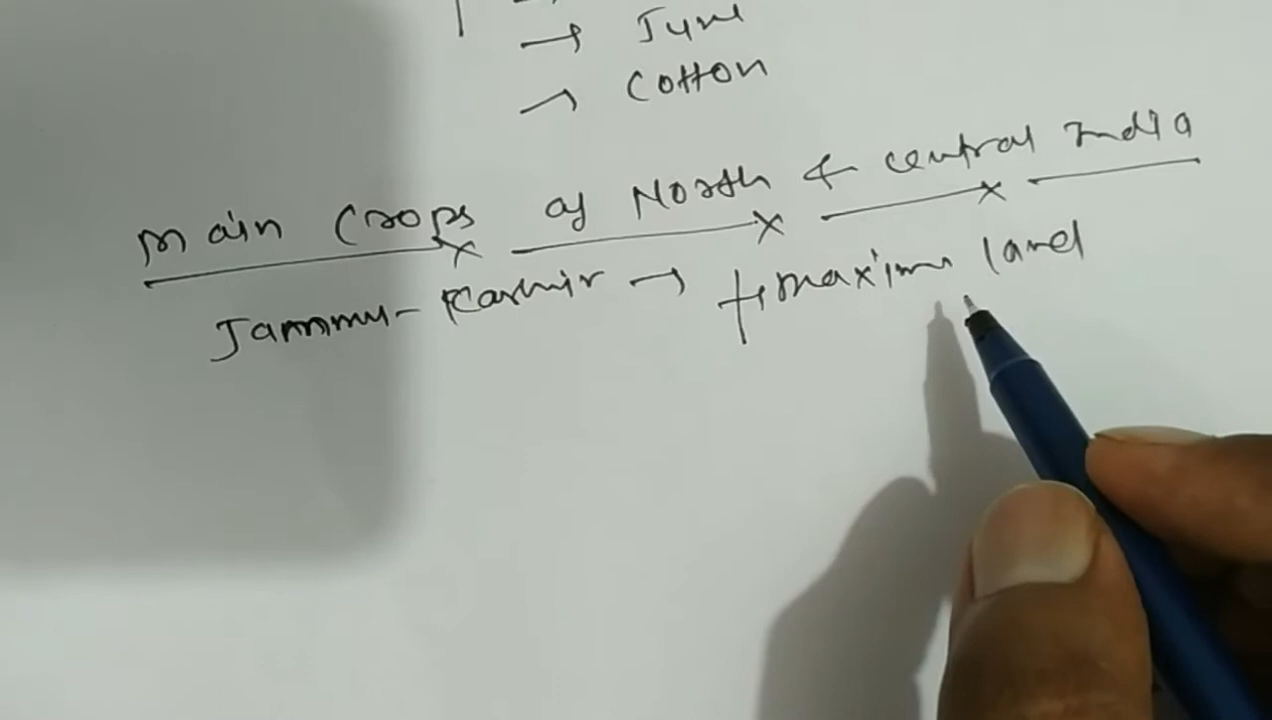 → Jute
→ Cotton
Main Crops of North & central India
Jammu-Kashmir → maximum land